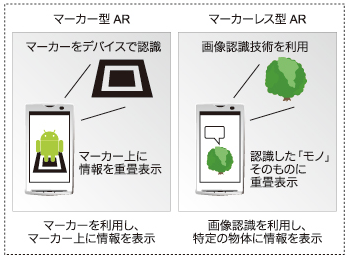 マーカー型 AR
マーカーをデバイスで認識
マーカー上に
情報を重畳表示
マーカーを利用し、
マーカー上に情報を表示
マーカーレス型 AR
画像認識技術を利用
認識した「モノ」
そのものに
重畳表示
画像認識を利用し、
特定の物体に情報を表示